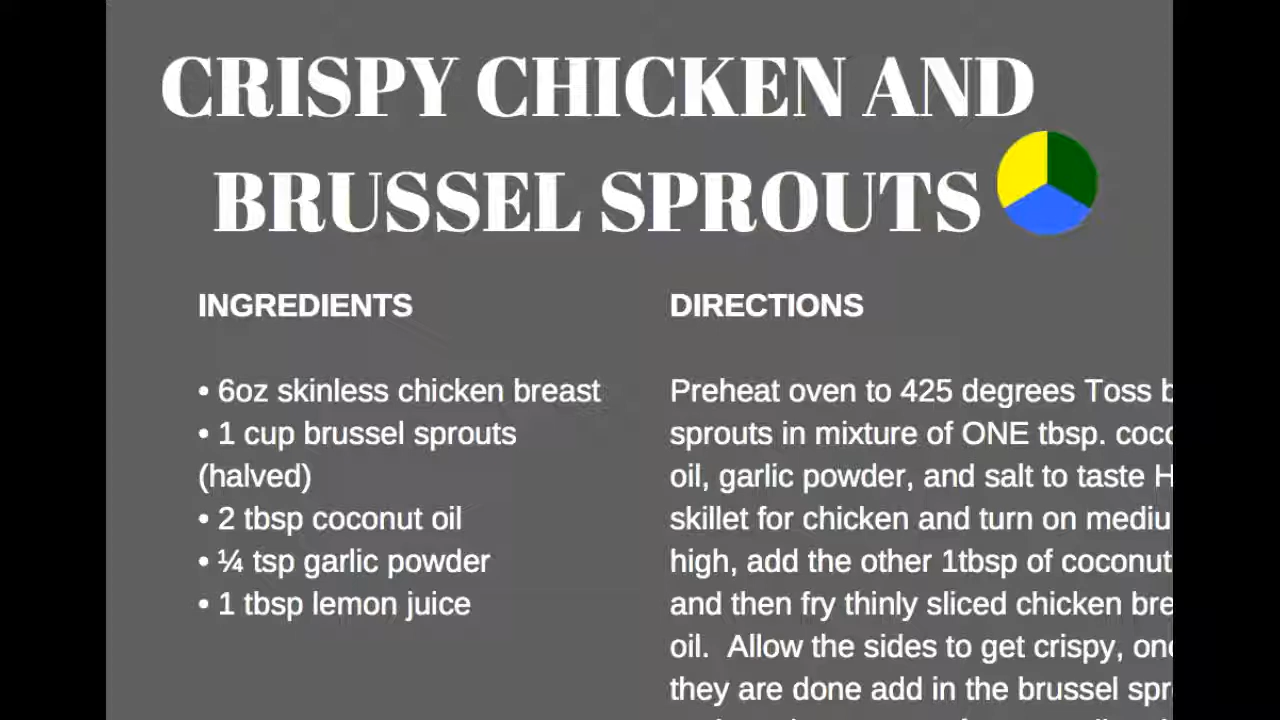 CRISPY CHICKEN AND
BRUSSEL SPROUTS
INGREDIENTS
• 6oz skinless chicken breast
• 1 cup brussel sprouts
(halved)
• 2 tbsp coconut oil
• ¼ tsp garlic powder
• 1 tbsp lemon juice
DIRECTIONS
Preheat oven to 425 degrees Toss
sprouts in mixture of ONE tbsp.
oil, garlic powder, and salt to taste
skillet for chicken and turn on
high, add the other 1tbsp of coconut
and then fry thinly sliced chicken
oil. Allow the sides to get crispy,
they are done add in the brussel